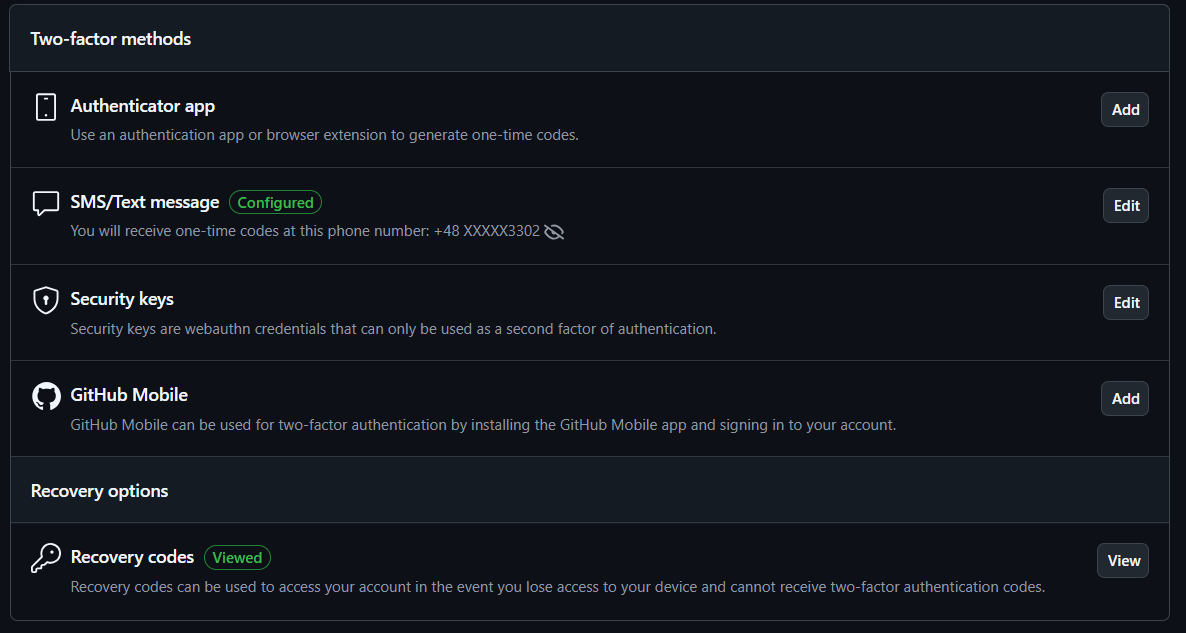 Two-factor methods
Authenticator app
Add
Use an authentication app or browser extension to generate one-time codes.
SMS/Text message Configured
Edit
You will receive one-time codes at this phone number: +48 XXXXX3302
Security keys
Edit
Security keys are webauthn credentials that can only be used as a second factor of authentication.
GitHub Mobile
Add
GitHub Mobile can be used for two-factor authentication by installing the GitHub Mobile app and signing in to your account.
Recovery options
Recovery codes Viewed
View
Recovery codes can be used to access your account in the event you lose access to your device and cannot receive two-factor authentication codes.